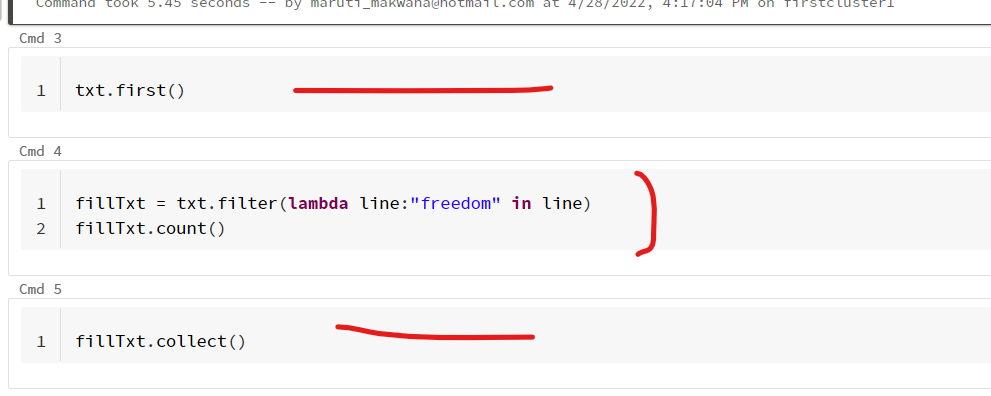 Command took 5.45 seconds -- by maruti_makwana@hotmail.com at 4/28/2022, 4:17:04 PM on firstcluster1
Cmd 3
1 txt.first()
Cmd 4
1 fillTxt = txt.filter(lambda line:"freedom" in line)
2 fillTxt.count()
Cmd 5
1 fillTxt.collect()